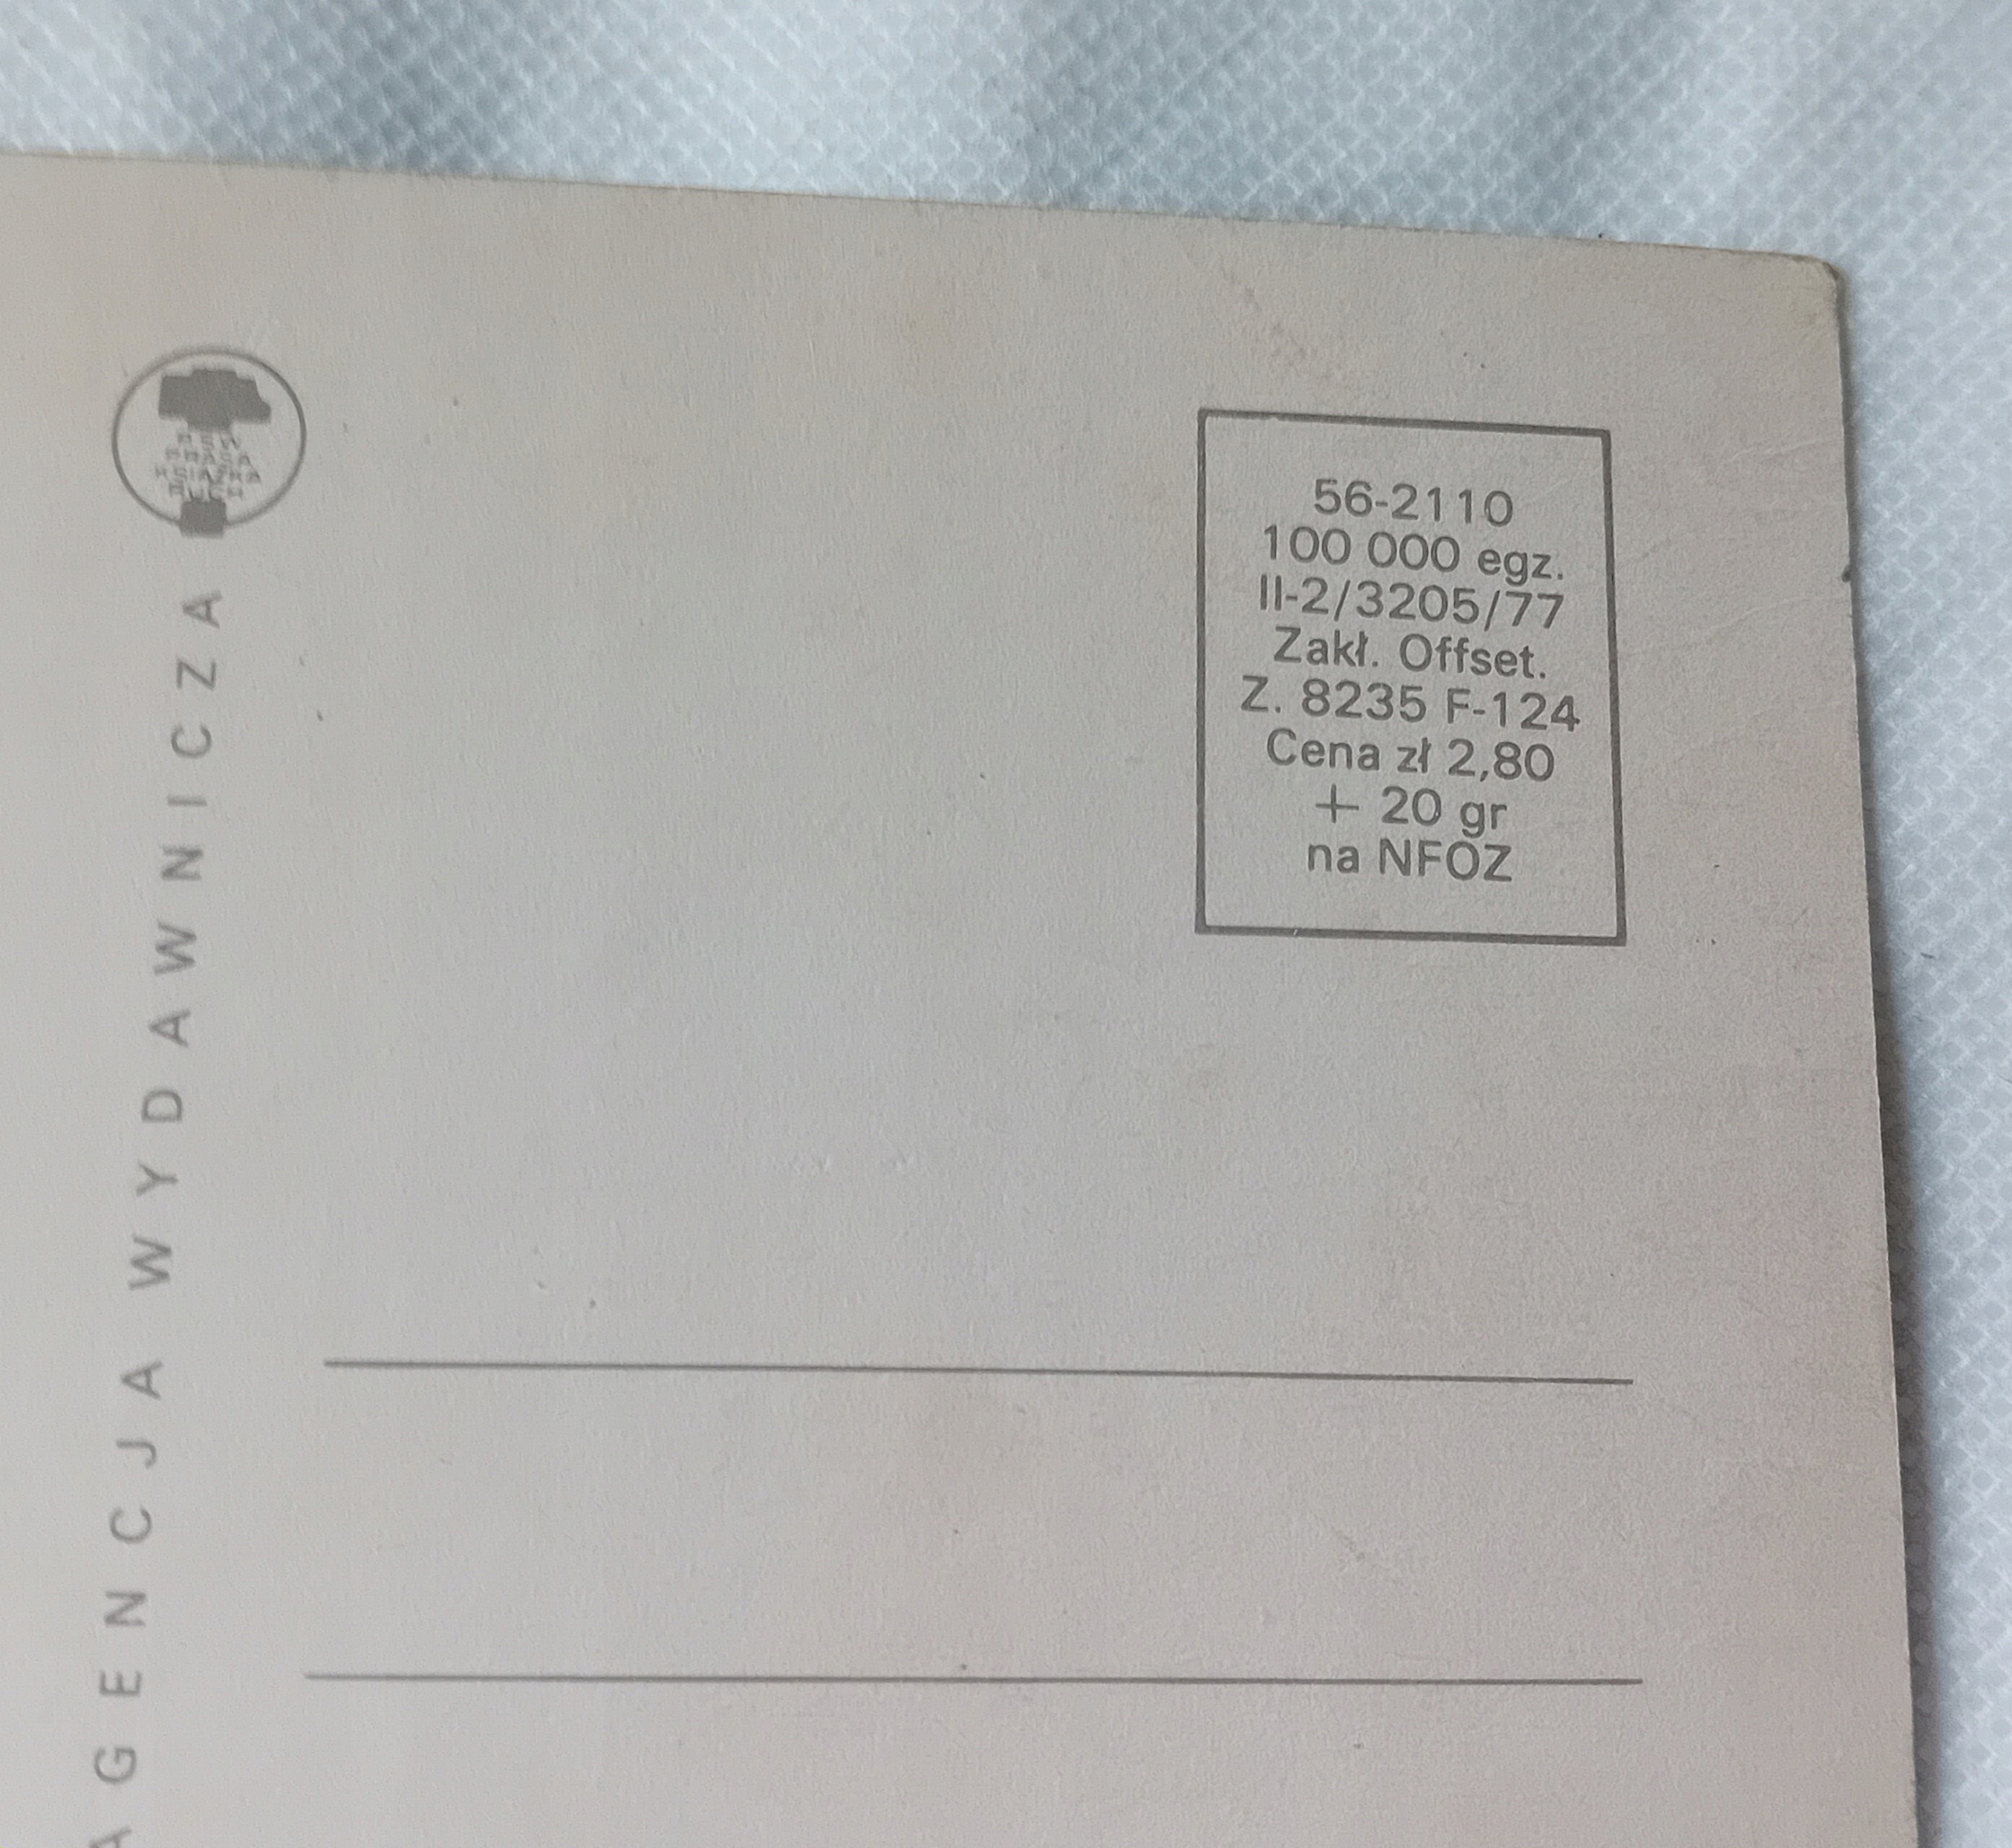 RSW
PRASA
KSIĄŻKA
RUCH
AGENCJA WYDAWNICZA
56-2110
100 000 egz.
II-2/3205/77
Zakł. Offset.
Z. 8235 F-124
Cena zł 2,80
+ 20 gr
na NFOZ